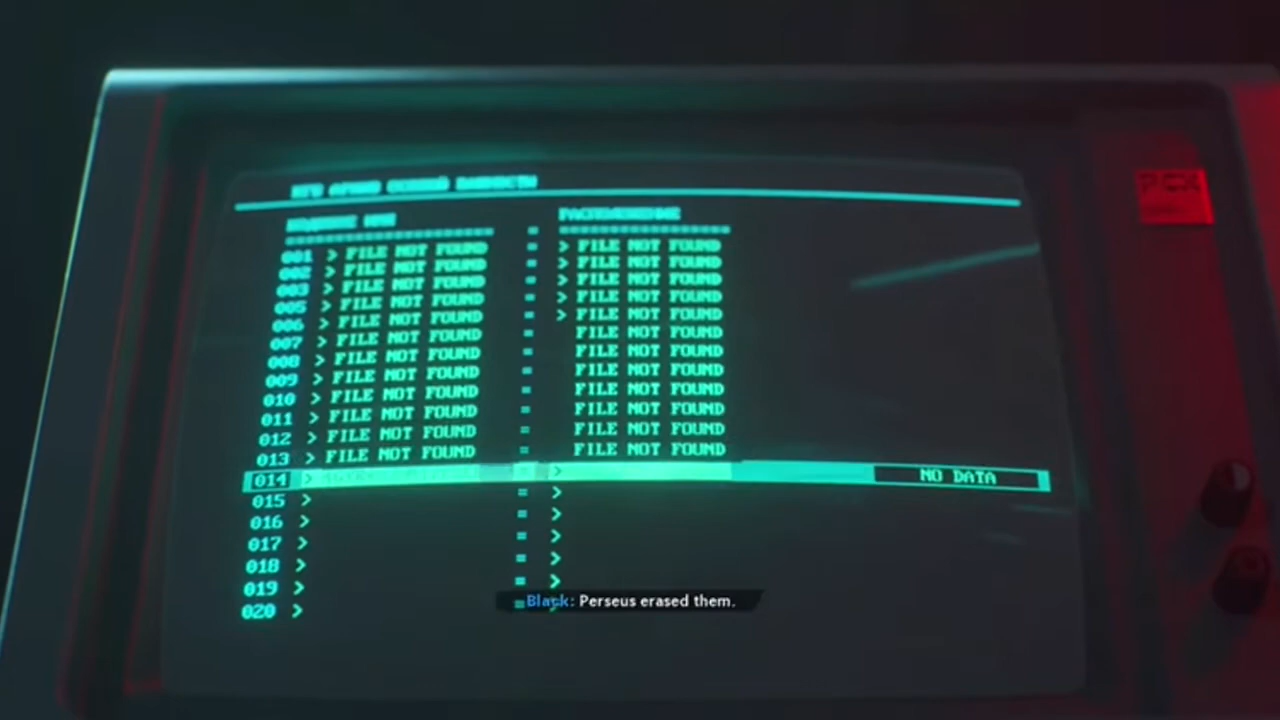 001 > FILE NOT FOUND = > FILE NOT FOUND
002 > FILE NOT FOUND = > FILE NOT FOUND
003 > FILE NOT FOUND = > FILE NOT FOUND
005 > FILE NOT FOUND = > FILE NOT FOUND
006 > FILE NOT FOUND = > FILE NOT FOUND
007 > FILE NOT FOUND = FILE NOT FOUND
008 > FILE NOT FOUND = FILE NOT FOUND
009 > FILE NOT FOUND = FILE NOT FOUND
010 > FILE NOT FOUND = FILE NOT FOUND
011 > FILE NOT FOUND = FILE NOT FOUND
012 > FILE NOT FOUND = FILE NOT FOUND
013 > FILE NOT FOUND = FILE NOT FOUND
014 > = > NO DATA
015 > = >
016 > = >
017 > = >
018 > = >
019 > = >
020 > = >
Black: Perseus erased them.